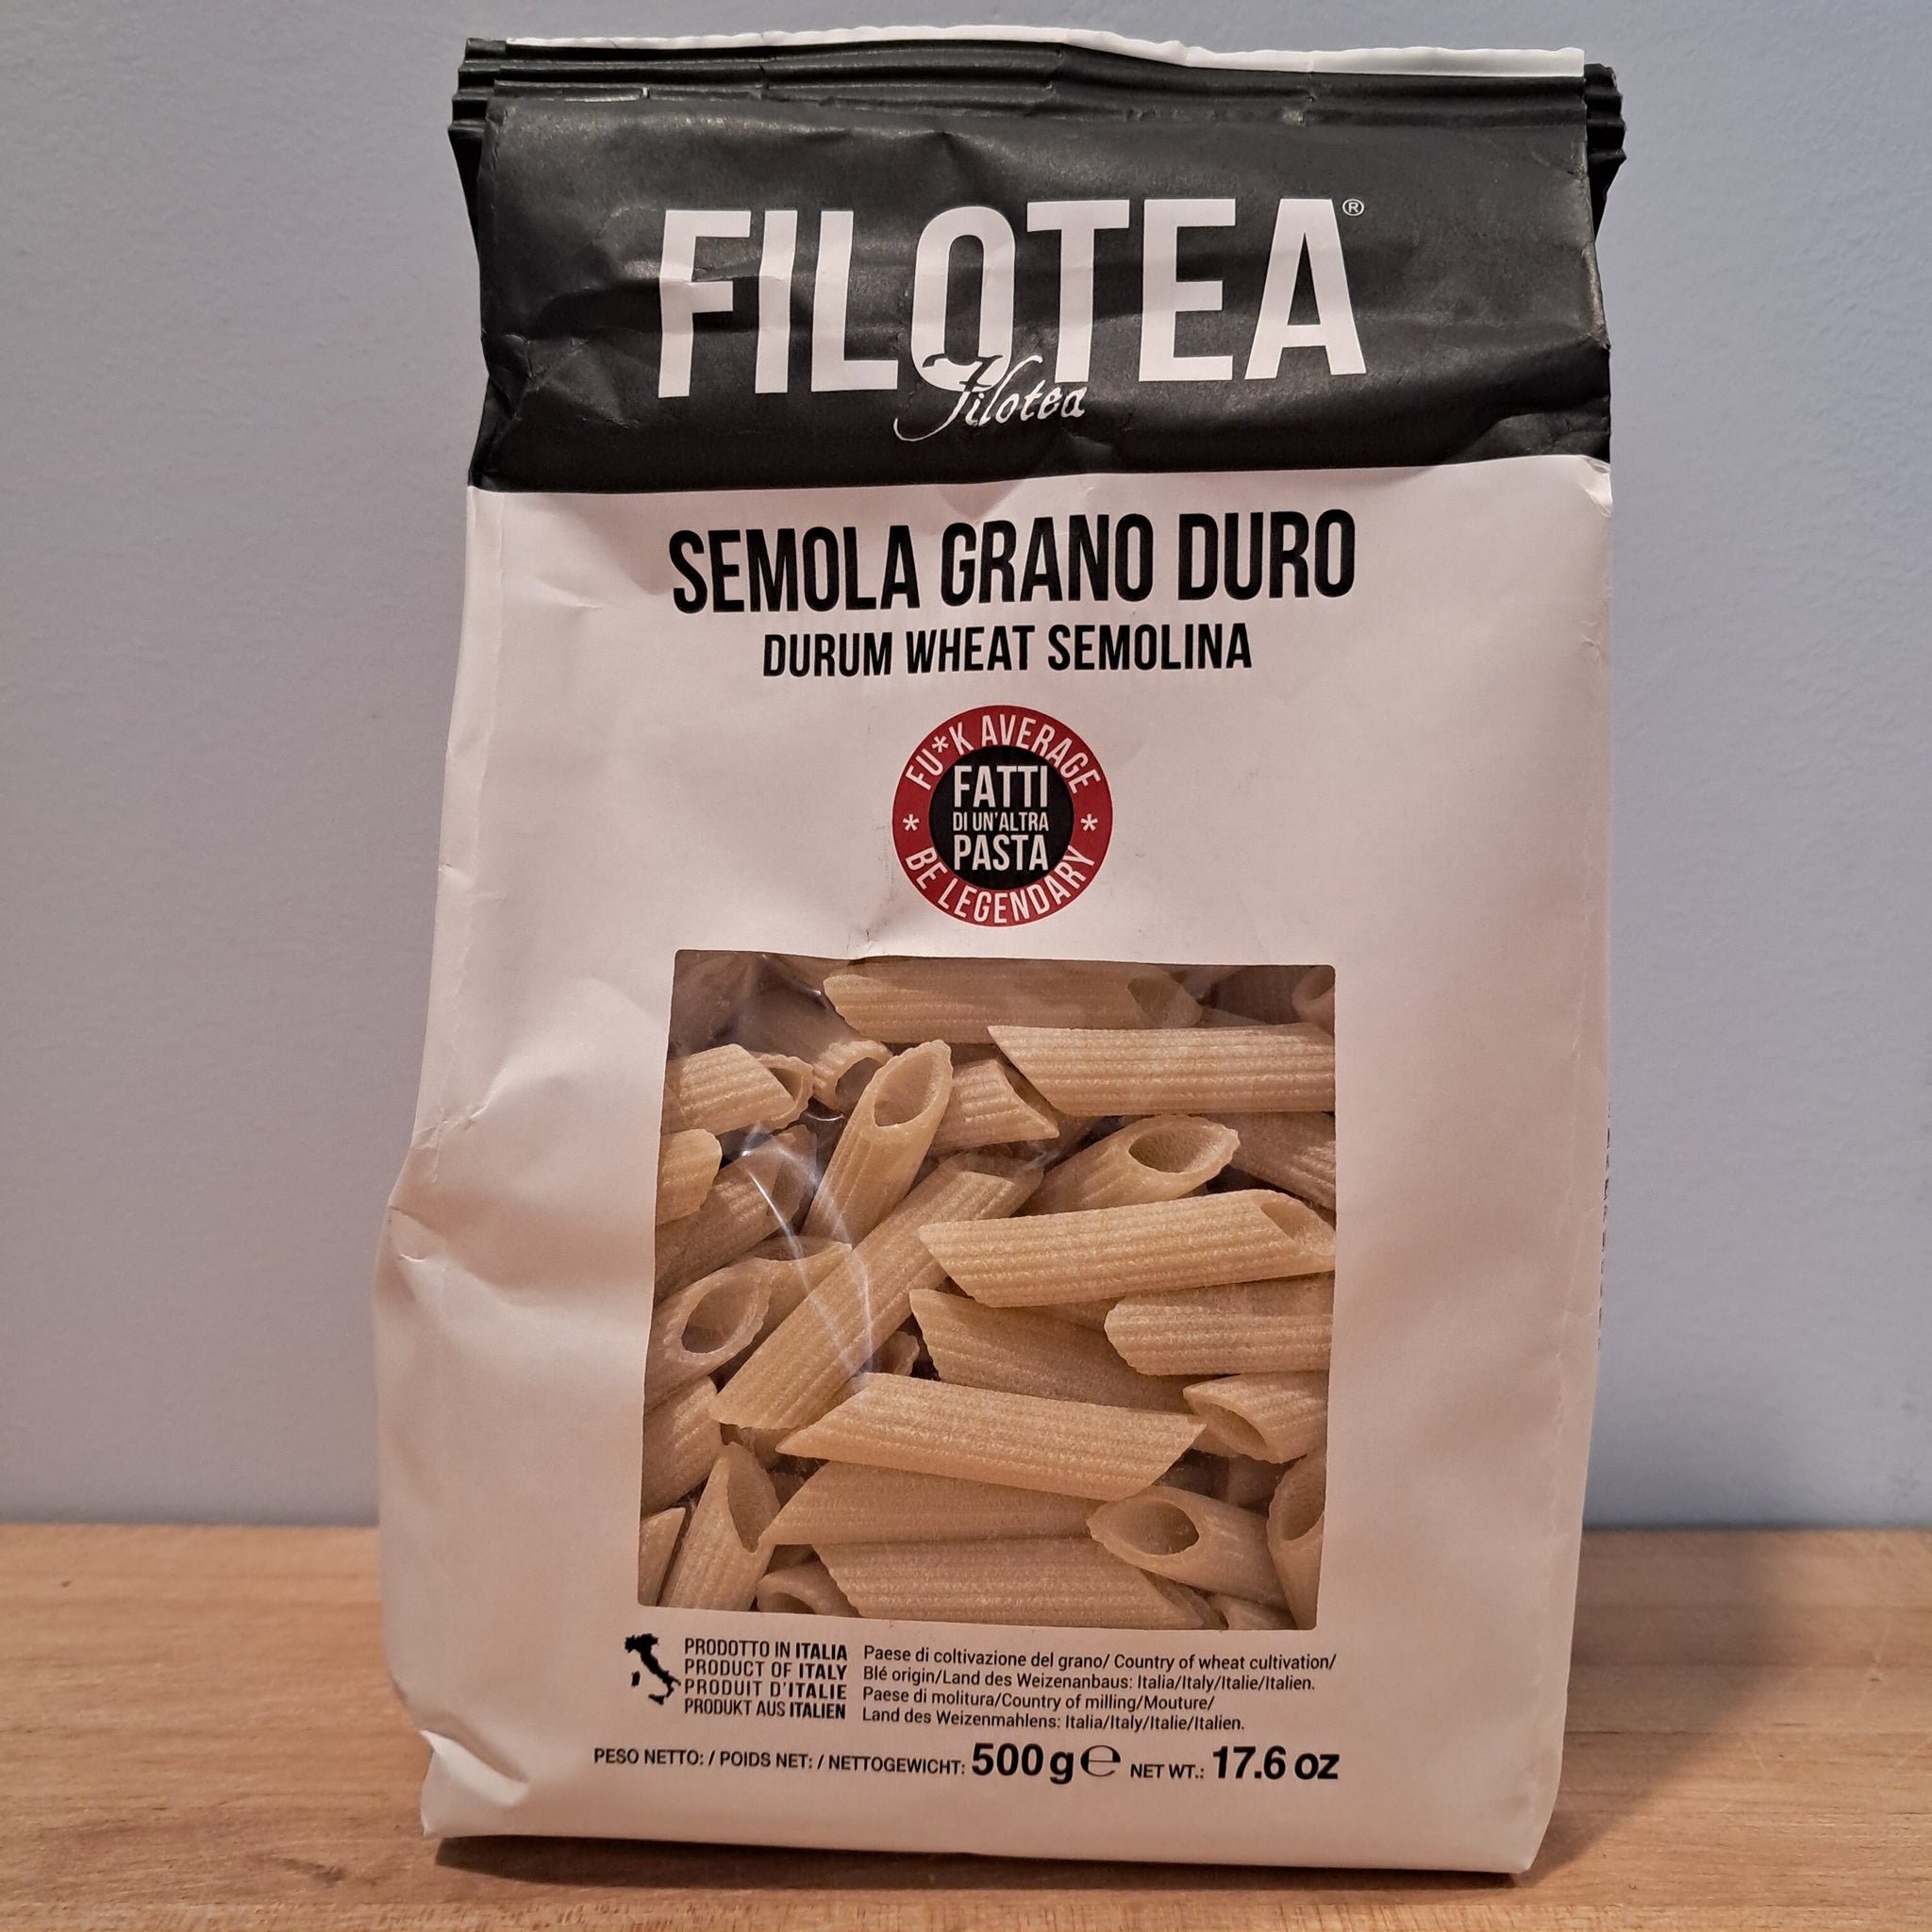 FILOTEA®
Filotea
SEMOLA GRANO DURO
DURUM WHEAT SEMOLINA
FU*K AVERAGE
FATTI
DI UN'ALTRA
PASTA
* *
BE LEGENDARY
PRODOTTO IN ITALIA
PRODUCT OF ITALY
PRODUIT D'ITALIE
PRODUKT AUS ITALIEN
Paese di coltivazione del grano/ Country of wheat cultivation/
Blé origin/Land des Weizenanbaus: Italia/Italy/Italie/Italien.
Paese di molitura/Country of milling/Mouture/
Land des Weizenmahlens: Italia/Italy/Italie/Italien.
PESO NETTO: / POIDS NET: / NETTOGEWICHT: 500 g ℮ NET WT.: 17.6 oz